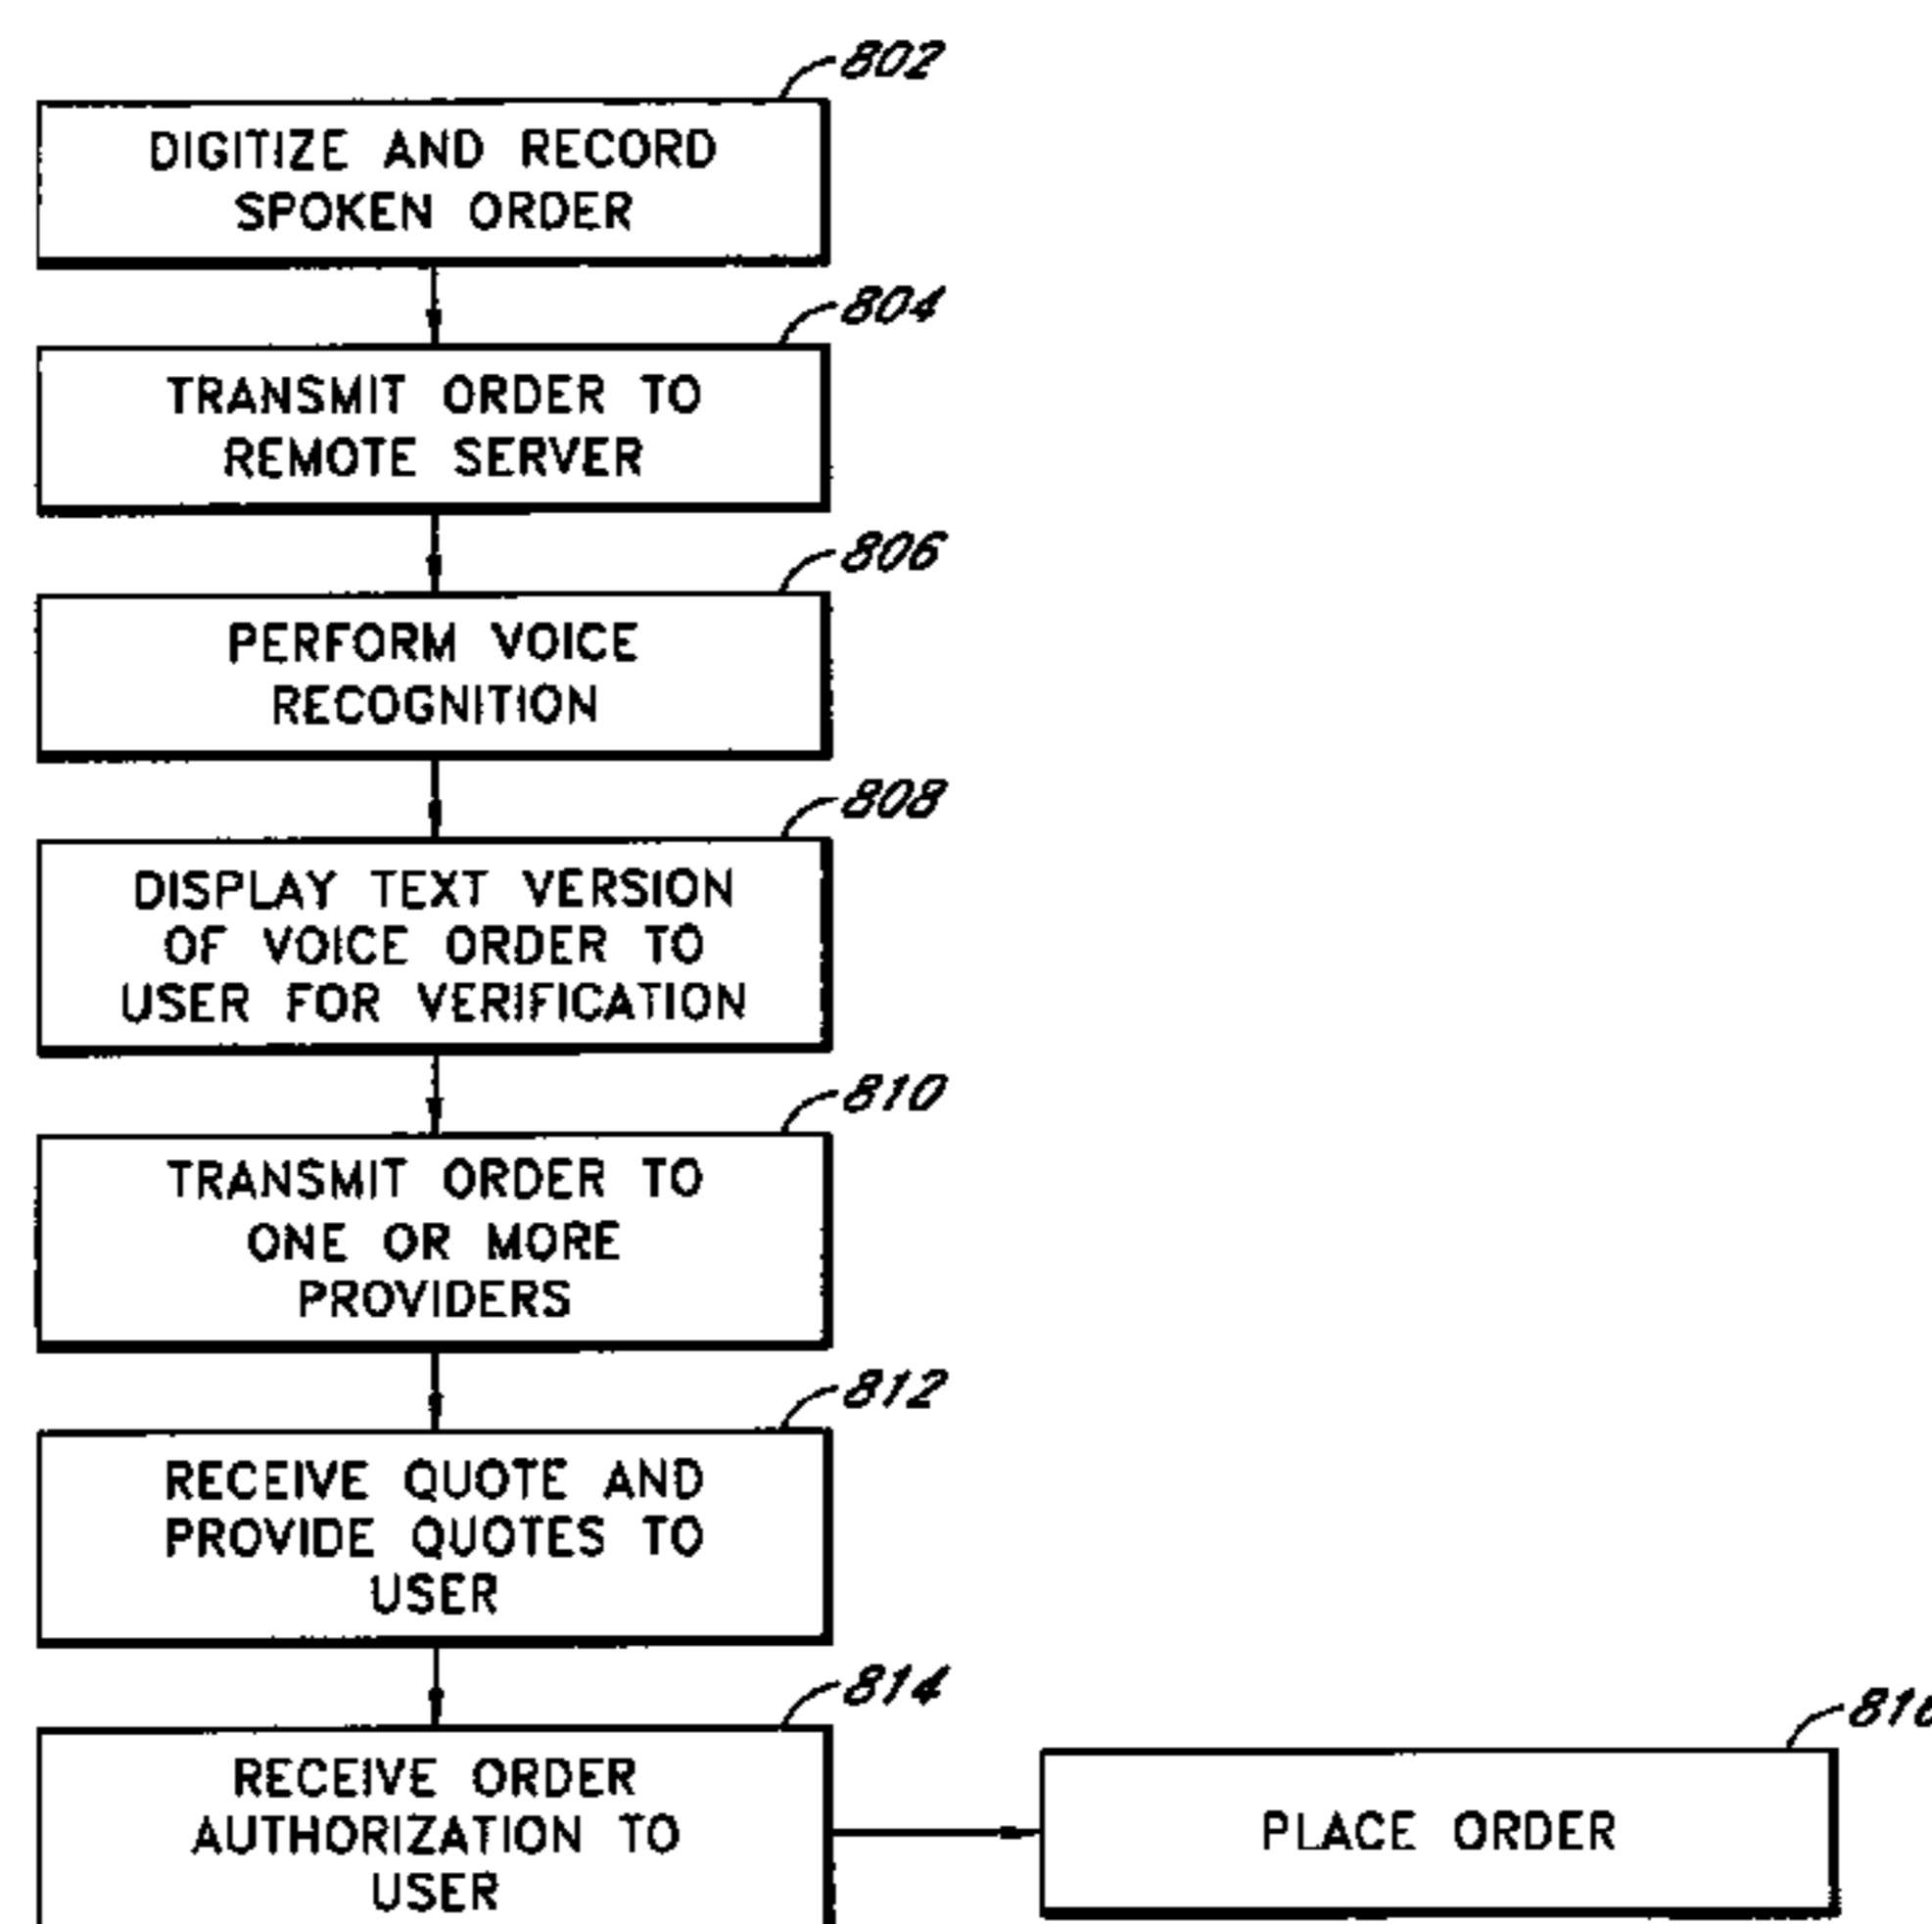 802
DIGITIZE AND RECORD
SPOKEN ORDER
804
TRANSMIT ORDER TO
REMOTE SERVER
806
PERFORM VOICE
RECOGNITION
808
DISPLAY TEXT VERSION
OF VOICE ORDER TO
USER FOR VERIFICATION
810
TRANSMIT ORDER TO
ONE OR MORE
PROVIDERS
812
RECEIVE QUOTE AND
PROVIDE QUOTES TO
USER
814
RECEIVE ORDER
AUTHORIZATION TO
USER
PLACE ORDER